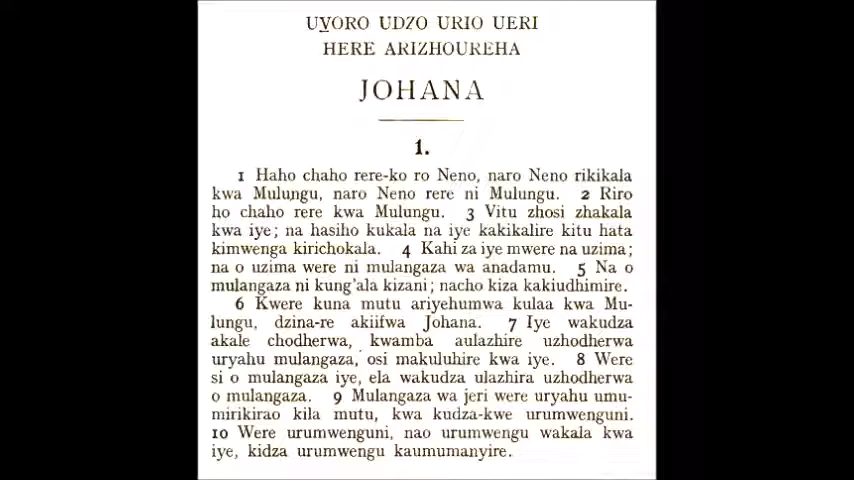 UV̱ORO UDZO URIO UERI
HERE ARIZHOUREHA
JOHANA
1.
1 Haho chaho rere-ko ro Neno, naro Neno rikikala
kwa Mulungu, naro Neno rere ni Mulungu. 2 Riro
ho chaho rere kwa Mulungu. 3 Vitu zhosi zhakala
kwa iye; na hasiho kukala na iye kakikalire kitu hata
kimwenga kirichokala. 4 Kahi za iye mwere na uzima;
na o uzima were ni mulangaza wa anadamu. 5 Na o
mulangaza ni kung'ala kizani; nacho kiza kakiudhimire.
6 Kwere kuna mutu ariyehumwa kulaa kwa Mu-
lungu, dzina-re akiifwa Johana. 7 Iye wakudza
akale chodherwa, kwamba aulazhire uzhodherwa
uryahu mulangaza, osi makuluhire kwa iye. 8 Were
si o mulangaza iye, ela wakudza ulazhira uzhodherwa
o mulangaza. 9 Mulangaza wa jeri were uryahu umu-
mirikirao kila mutu, kwa kudza-kwe urumwenguni.
10 Were urumwenguni, nao urumwengu wakala kwa
iye, kidza urumwengu kaumumanyire.